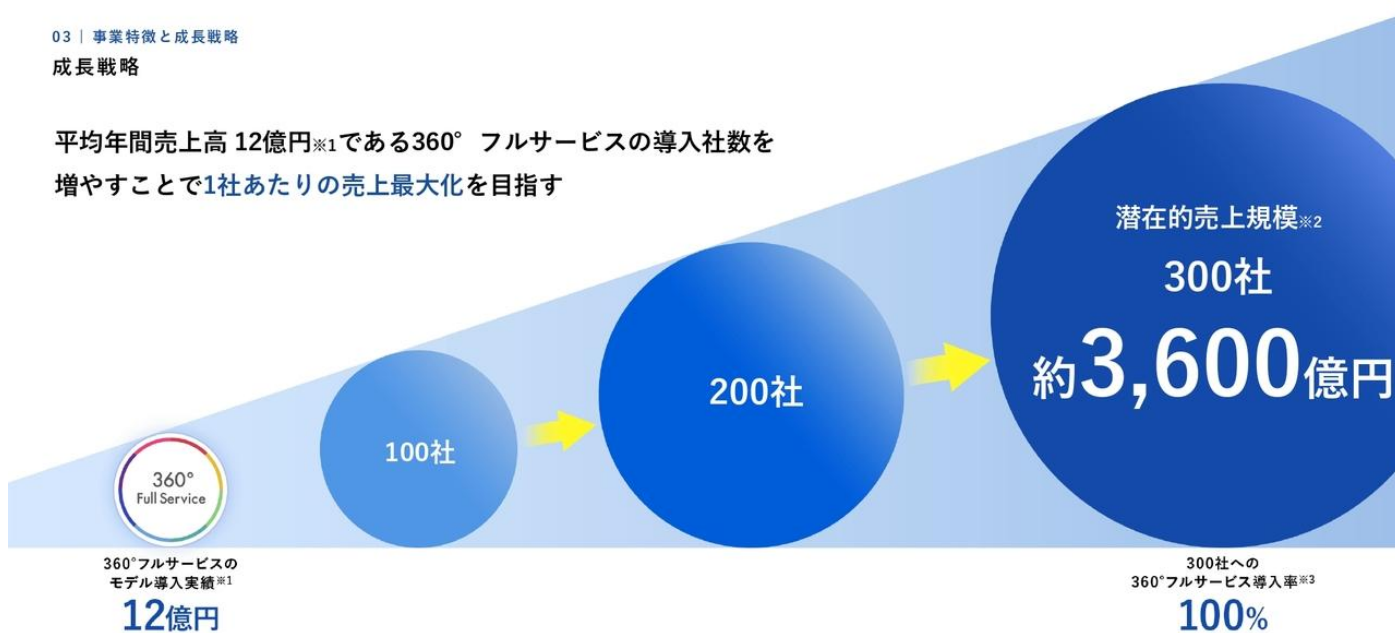 03｜事業特徴と成長戦略
成長戦略
平均年間売上高 12億円※1である360°フルサービスの導入社数を
増やすことで1社あたりの売上最大化を目指す
潜在的売上規模※2
300社
約3,600億円
200社
100社
360°
Full Service
360°フルサービスの
モデル導入実績※1
12億円
300社への
360°フルサービス導入率※3
100%